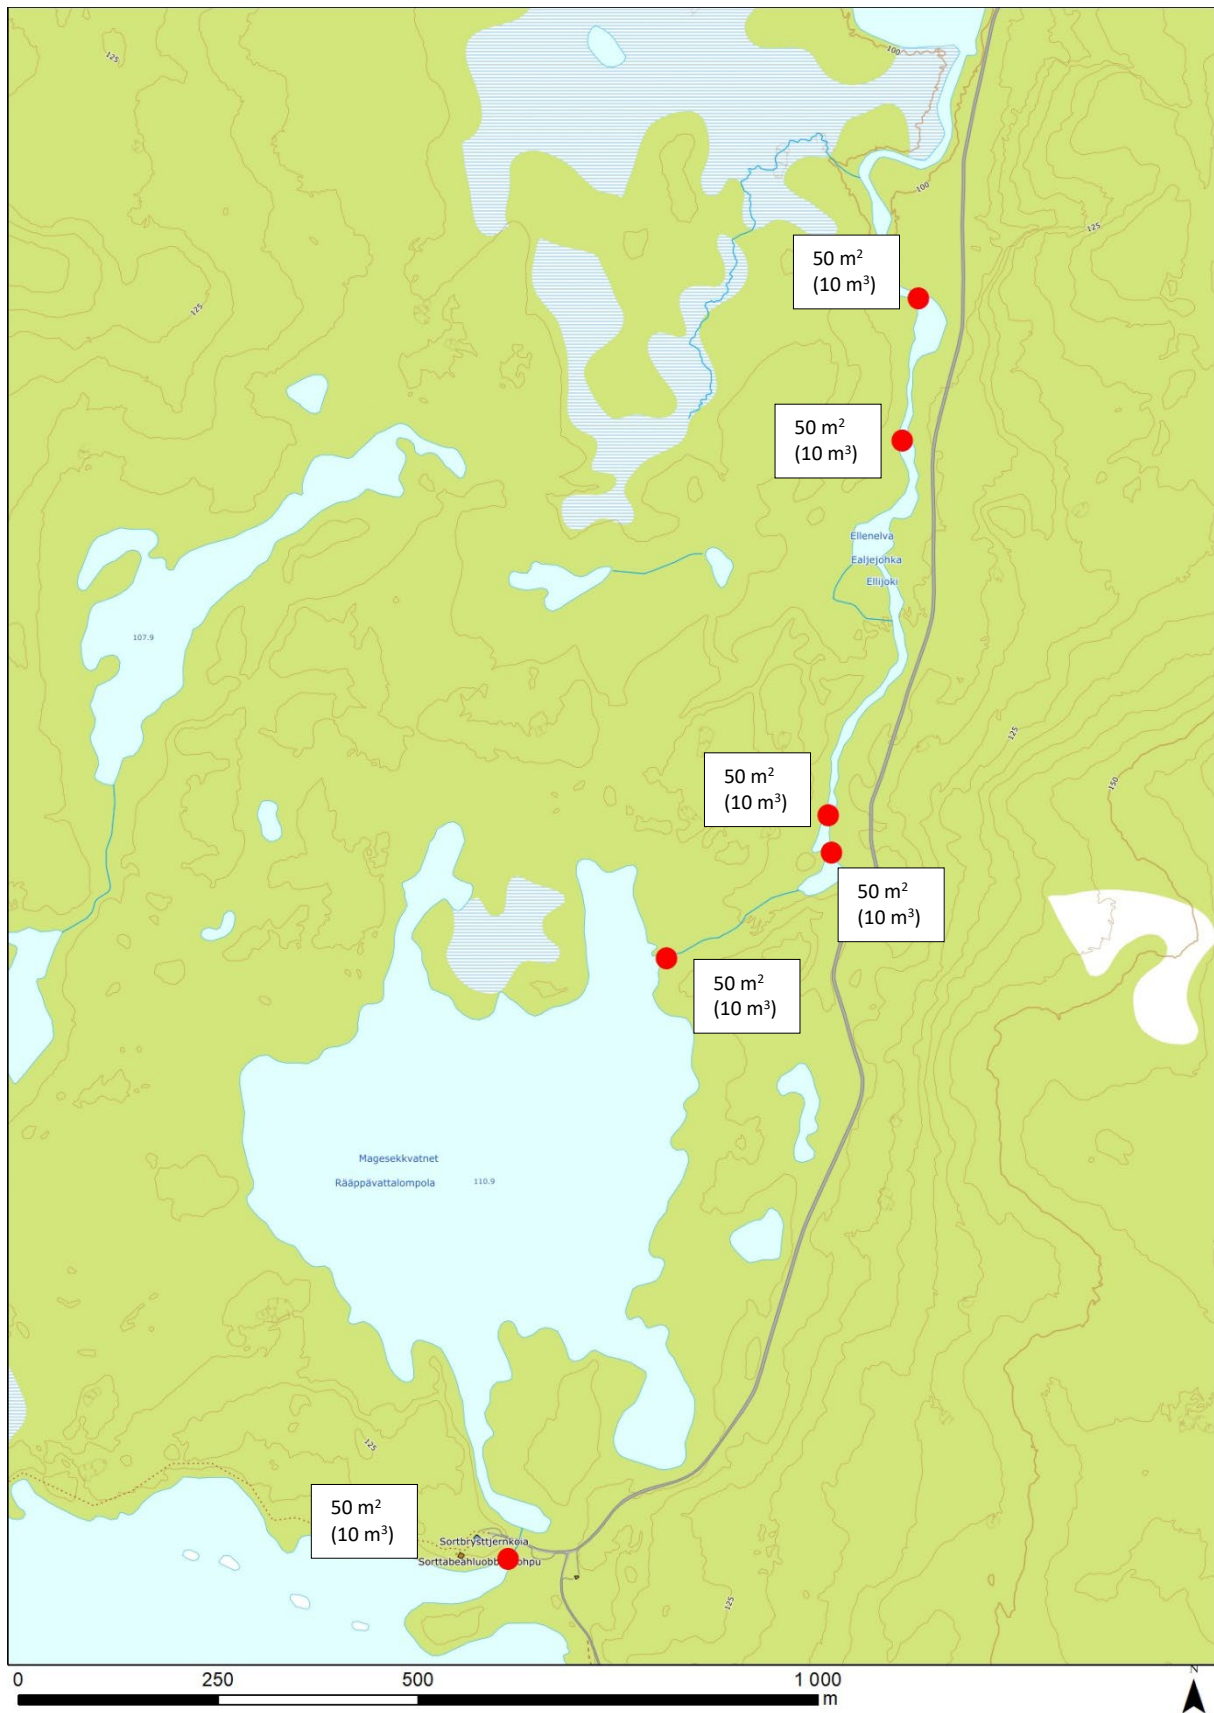 125
100
100
125
50 m²
(10 m³)
125
50 m²
(10 m³)
Ellenelva
Ealjejohka
Ellijoki
107.9
125
50 m²
(10 m³)
150
50 m²
(10 m³)
50 m²
(10 m³)
Magesekkvatnet
Rääppävattalompola 110.9
125
50 m²
(10 m³)
Sortbrysttjernkoia
125
0 250 500 1 000
m
N